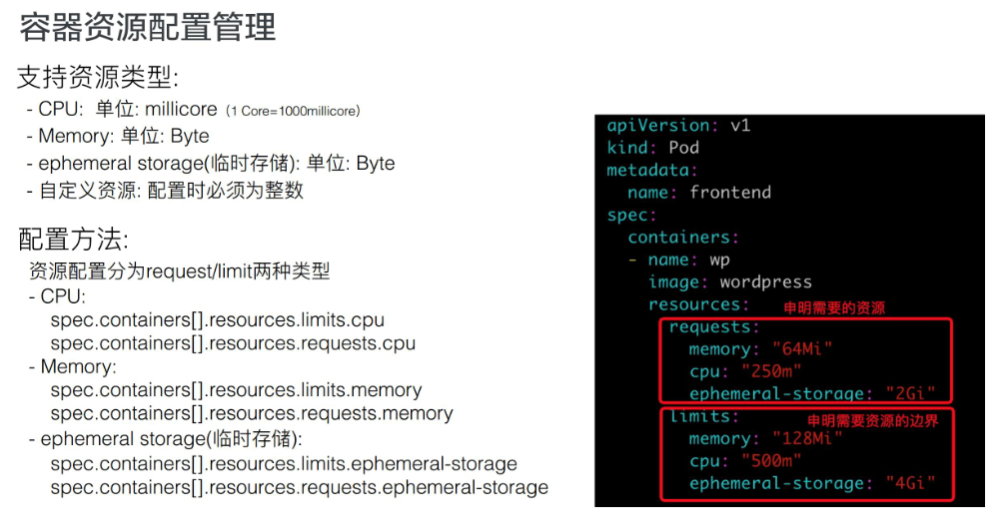 容器资源配置管理
支持资源类型:
- CPU: 单位: millicore（1 Core=1000millicore）
- Memory: 单位: Byte
- ephemeral storage(临时存储): 单位: Byte
- 自定义资源: 配置时必须为整数
配置方法:
资源配置分为request/limit两种类型
- CPU:
spec.containers[].resources.limits.cpu
spec.containers[].resources.requests.cpu
- Memory:
spec.containers[].resources.limits.memory
spec.containers[].resources.requests.memory
- ephemeral storage(临时存储):
spec.containers[].resources.limits.ephemeral-storage
spec.containers[].resources.requests.ephemeral-storage
apiVersion: v1
kind: Pod
metadata:
name: frontend
spec:
containers:
- name: wp
image: wordpress
resources: 申明需要的资源
requests:
memory: "64Mi"
cpu: "250m"
ephemeral-storage: "2Gi"
limits: 申明需要资源的边界
memory: "128Mi"
cpu: "500m"
ephemeral-storage: "4Gi"